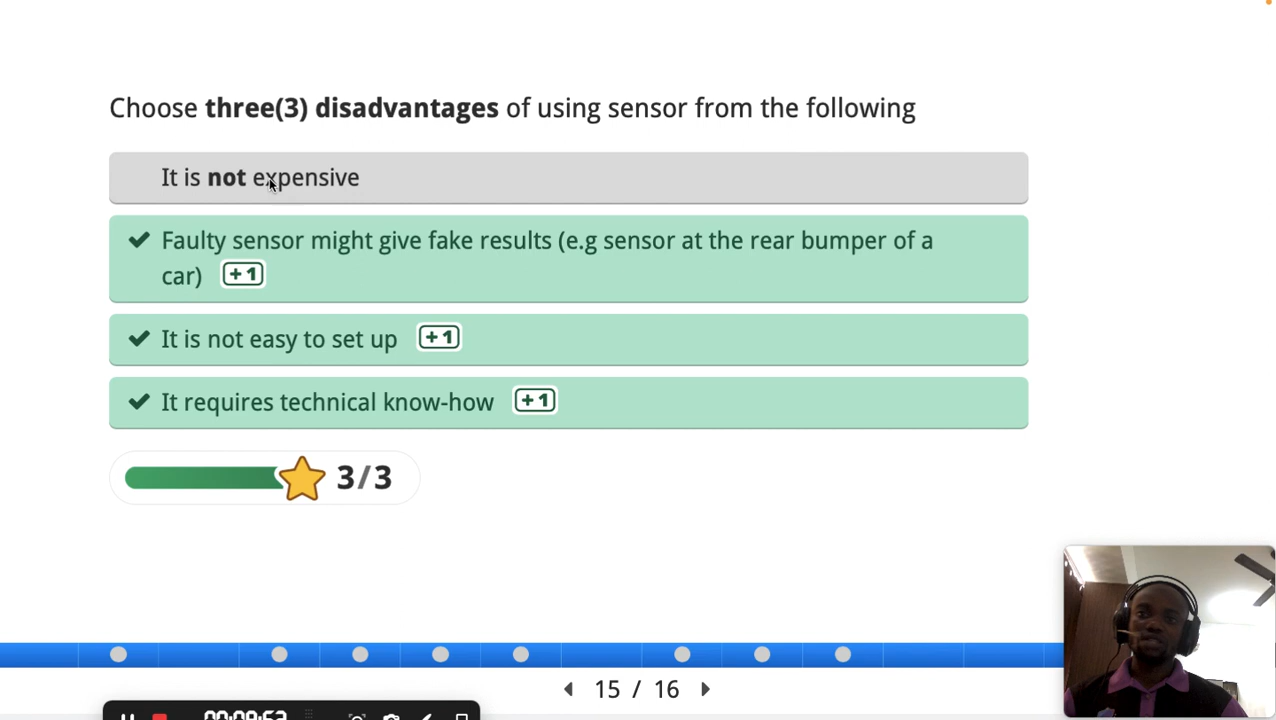 Choose three(3) disadvantages of using sensor from the following
It is not expensive
Faulty sensor might give fake results (e.g sensor at the rear bumper of a
car) +1
It is not easy to set up +1
It requires technical know-how +1
3/3
15 / 16